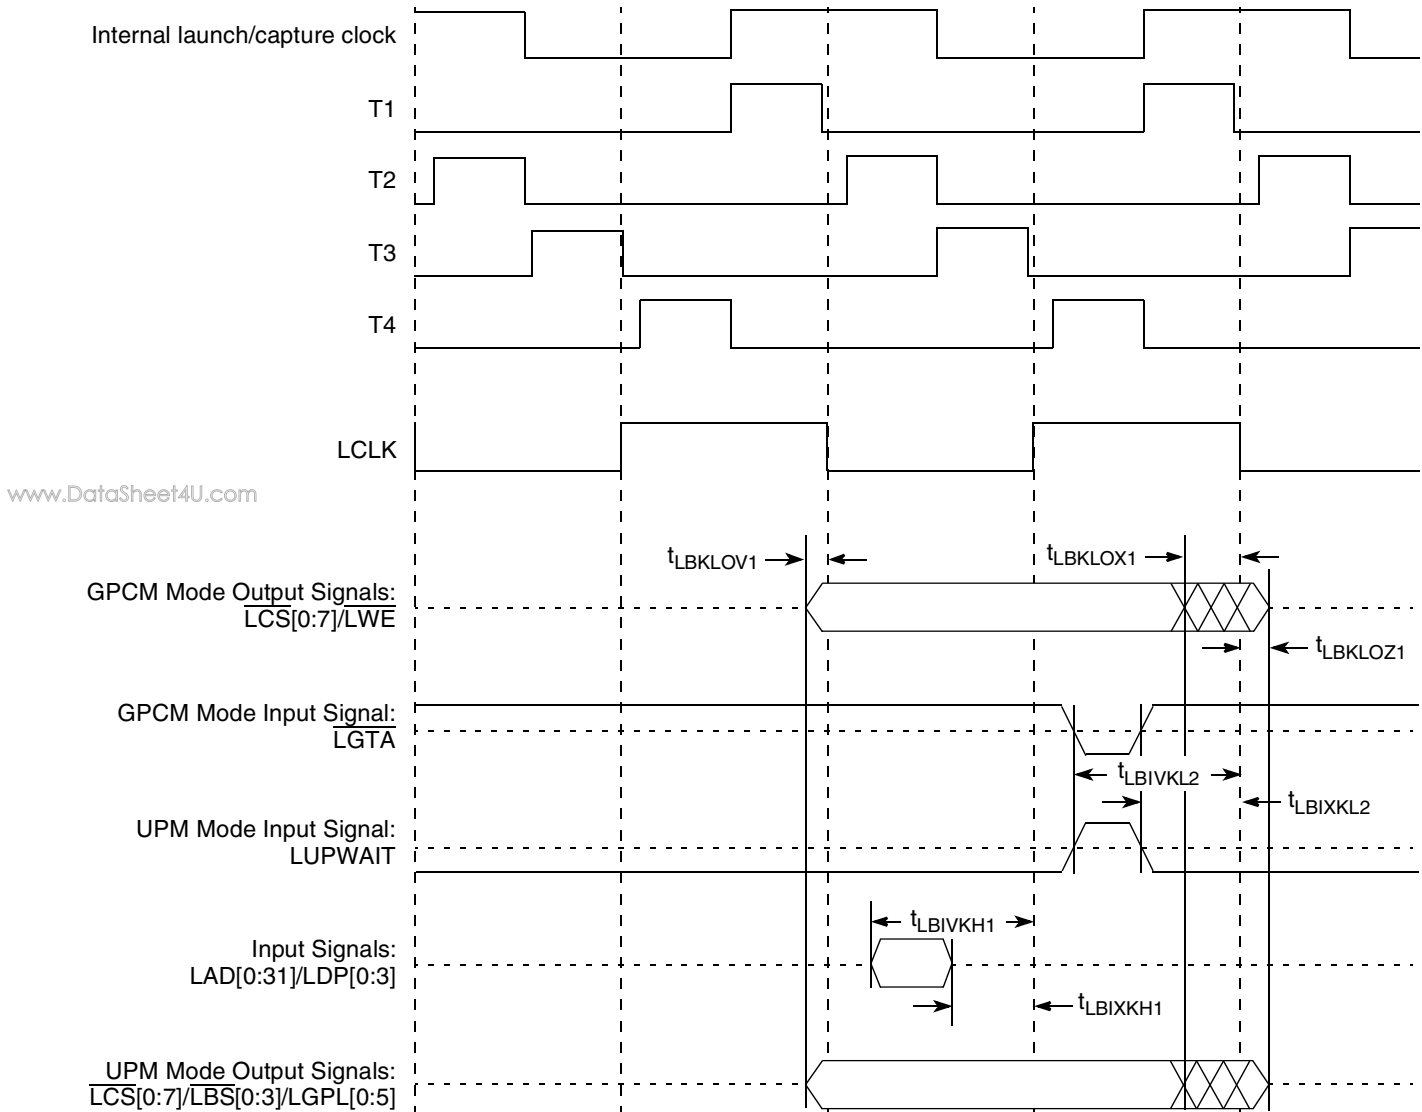 Internal launch/capture clock
T1
T2
T3
T4
LCLK
www.DataSheet4U.com
tLBKLOV1
tLBKLOX1
GPCM Mode Output Signals:
LCS[0:7]/LWE
tLBKLOZ1
GPCM Mode Input Signal:
LGTA
tLBIVKL2
tLBIXKL2
UPM Mode Input Signal:
LUPWAIT
tLBIVKH1
Input Signals:
LAD[0:31]/LDP[0:3]
tLBIXKH1
UPM Mode Output Signals:
LCS[0:7]/LBS[0:3]/LGPL[0:5]